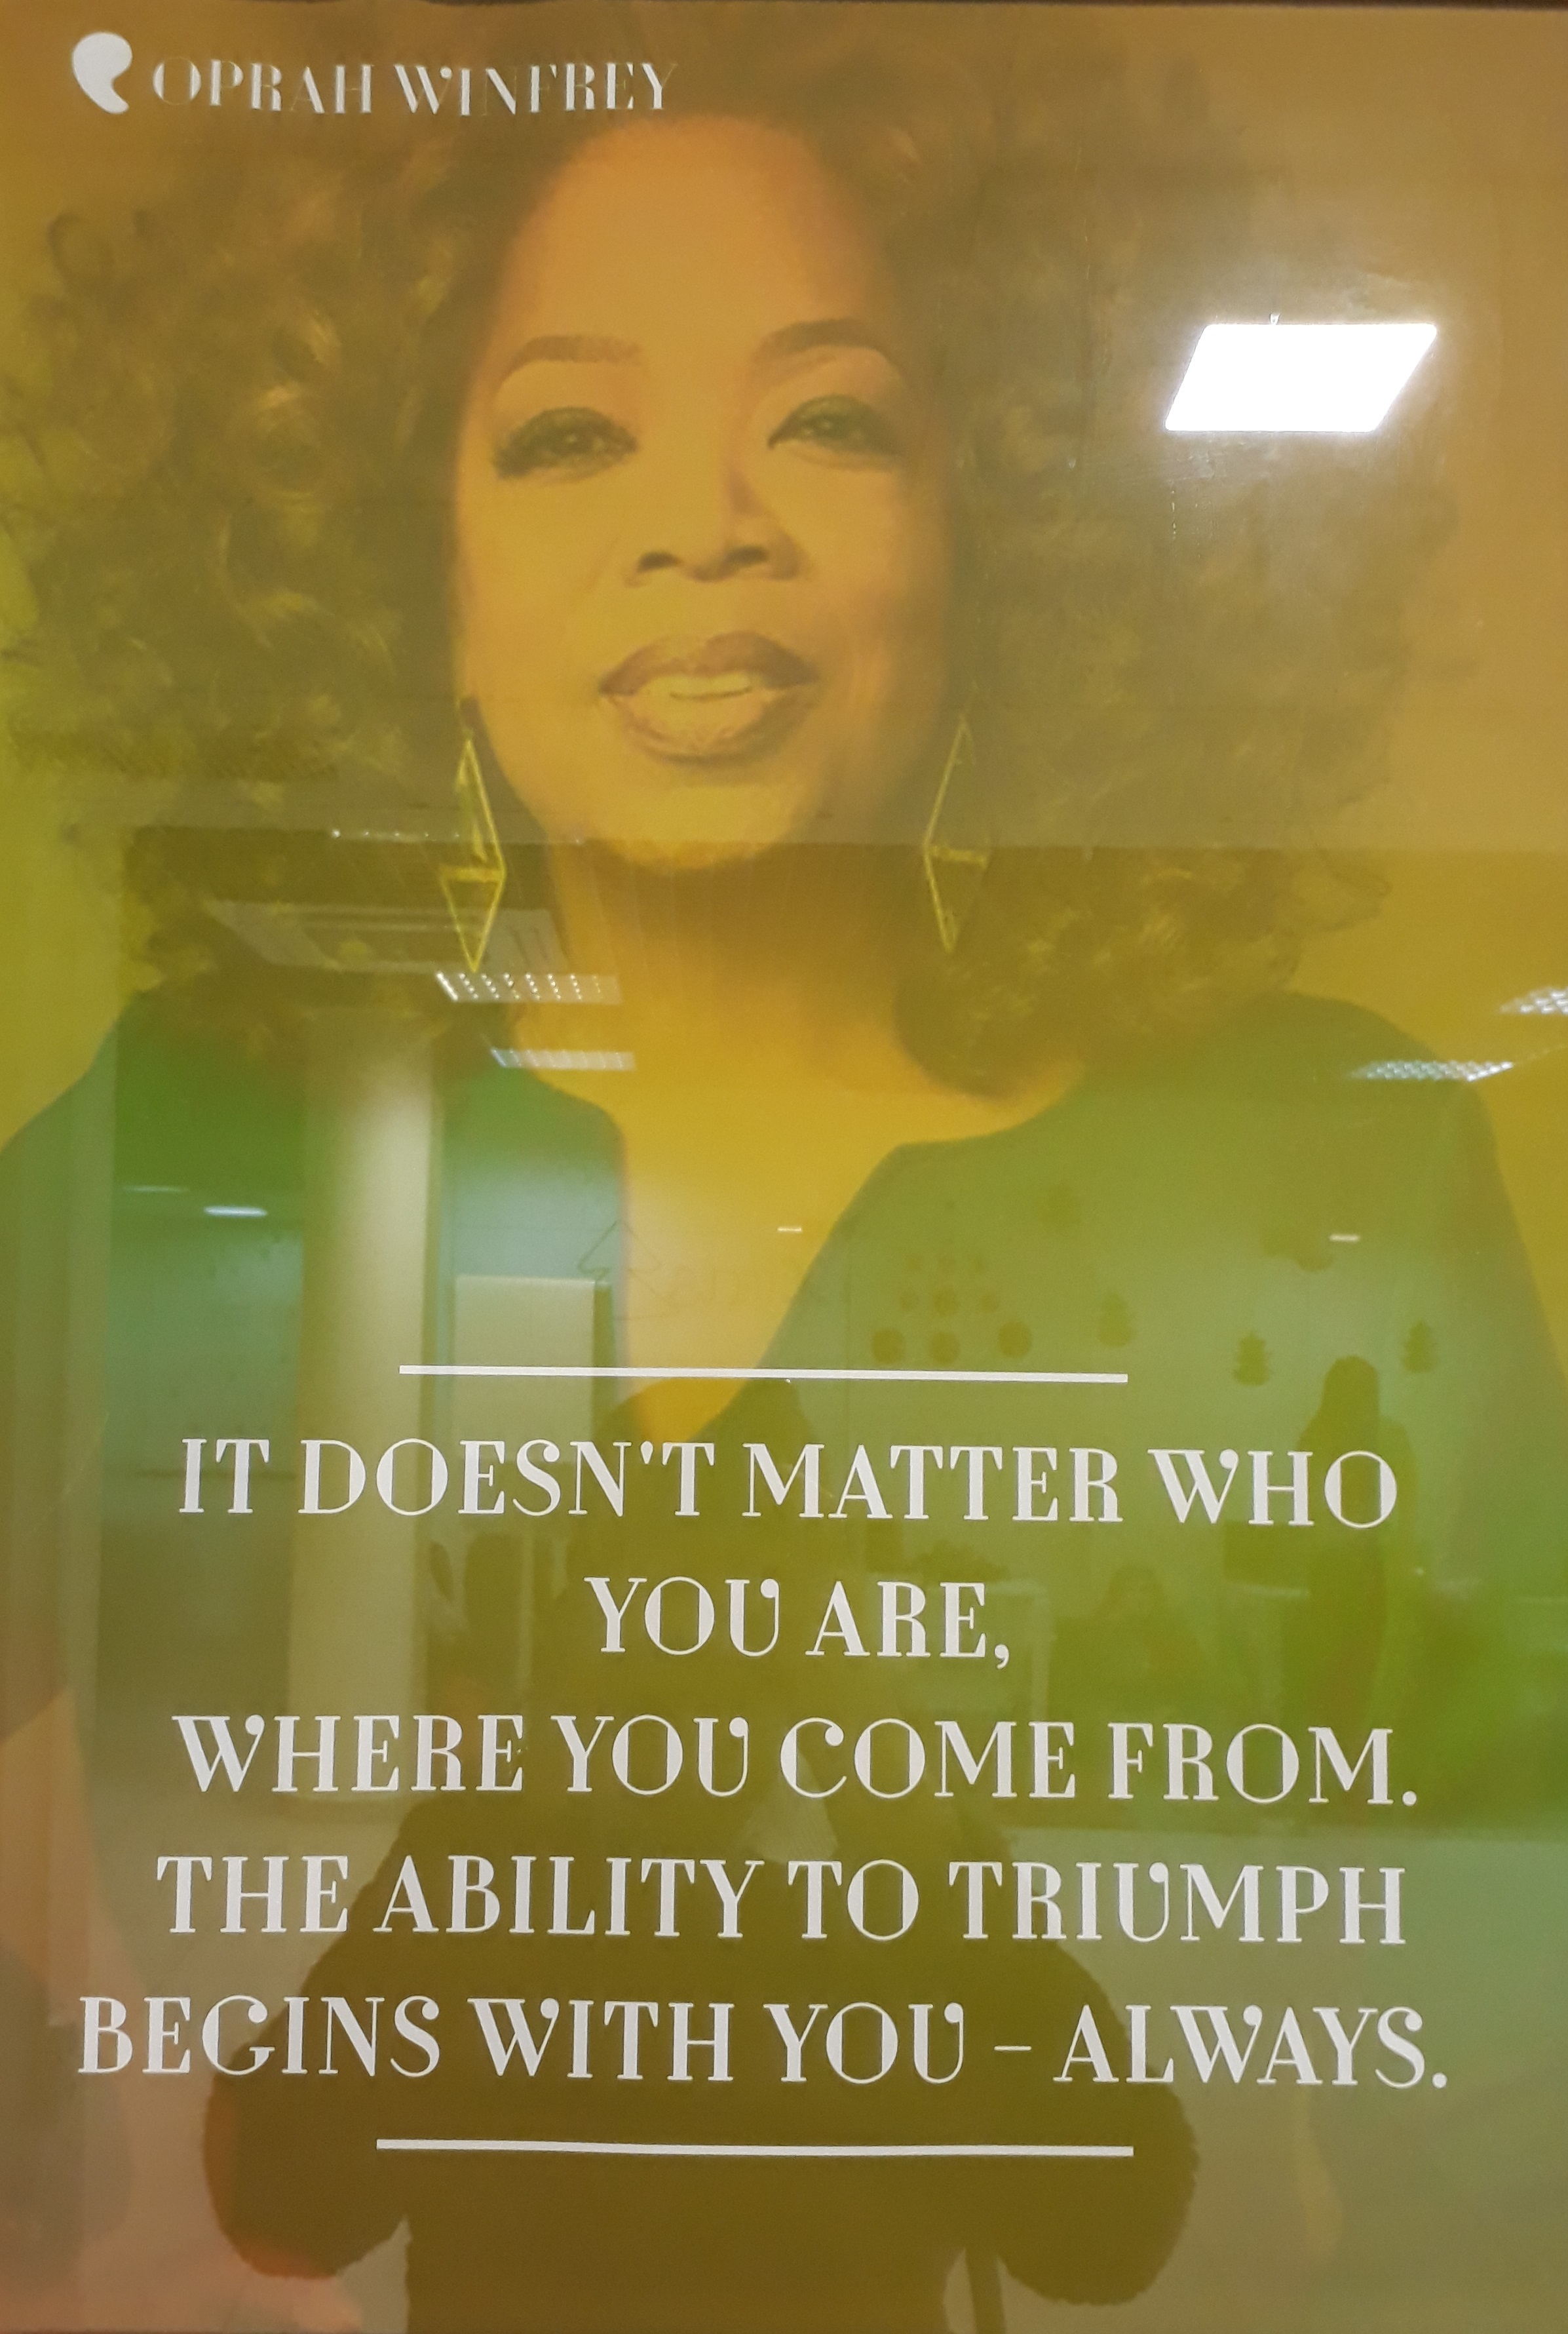 OPRAH WINFREY
IT DOESN'T MATTER WHO
YOU ARE,
WHERE YOU COME FROM.
THE ABILITY TO TRIUMPH
BEGINS WITH YOU – ALWAYS.